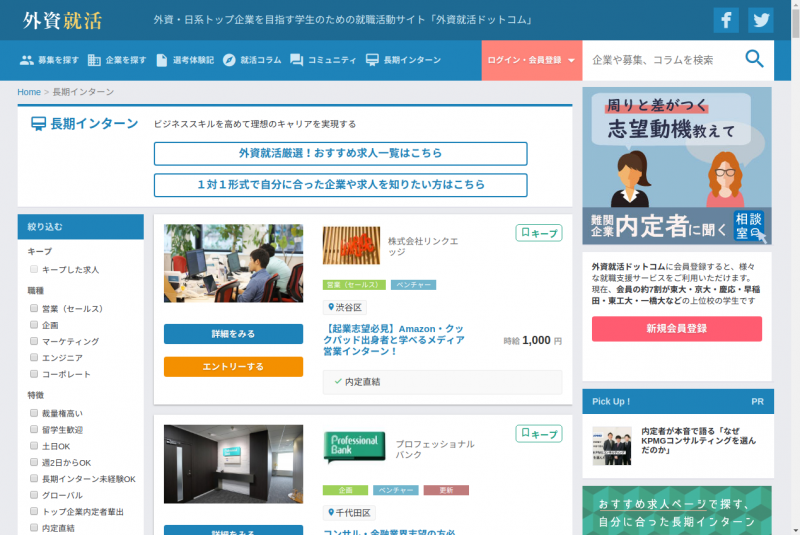 外資就活
外資・日系トップ企業を目指す学生のための就職活動サイト「外資就活ドットコム」
募集を探す
企業を探す
選考体験記
就活コラム
コミュニティ
長期インターン
ログイン・会員登録
企業や募集、コラムを検索
Home > 長期インターン
長期インターン
ビジネススキルを高めて理想のキャリアを実現する
外資就活厳選！おすすめ求人一覧はこちら
１対１形式で自分に合った企業や求人を知りたい方はこちら
絞り込む
キープ
キープした求人
職種
営業（セールス）
企画
マーケティング
エンジニア
コーポレート
特徴
裁量権高い
留学生歓迎
土日OK
週2日からOK
長期インターン未経験OK
グローバル
トップ企業内定者輩出
内定直結
詳細をみる
エントリーする
株式会社リンクエ
ッジ
キープ
営業（セールス）
ベンチャー
渋谷区
【起業志望必見】Amazon・クッ
クパッド出身者と学べるメディア
営業インターン！
時給 1,000 円
内定直結
Professional
Bank
プロフェッショナル
バンク
キープ
企画
ベンチャー
更新
千代田区
周りと差がつく
志望動機教えて
難関
企業
内定者に聞く
相談
室
外資就活ドットコムに会員登録すると、様々
な就職支援サービスをご利用いただけます。
現在、会員の約7割が東大・京大・慶応・早稲
田・東工大・一橋大などの上位校の学生です
新規会員登録
Pick Up !
PR
内定者が本音で語る「なぜ
KPMGコンサルティングを選ん
だのか」
おすすめ求人ページで探す、
自分に合った長期インターン